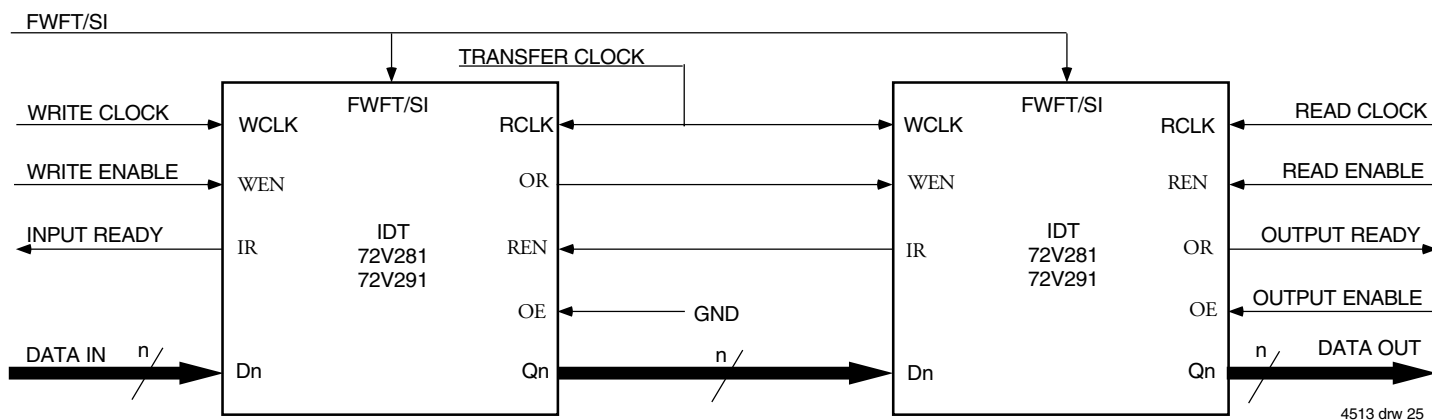 FWFT/SI
TRANSFER CLOCK
FWFT/SI
FWFT/SI
WRITE CLOCK
WCLK
RCLK
WCLK
RCLK
READ CLOCK
WRITE ENABLE
WEN
OR
WEN
REN
READ ENABLE
INPUT READY
IR
IDT
72V281
72V291
REN
IR
IDT
72V281
72V291
OR
OUTPUT READY
OE
GND
OE
OUTPUT ENABLE
DATA IN
n
Dn
Qn
n
Dn
Qn
n
DATA OUT
4513 drw 25